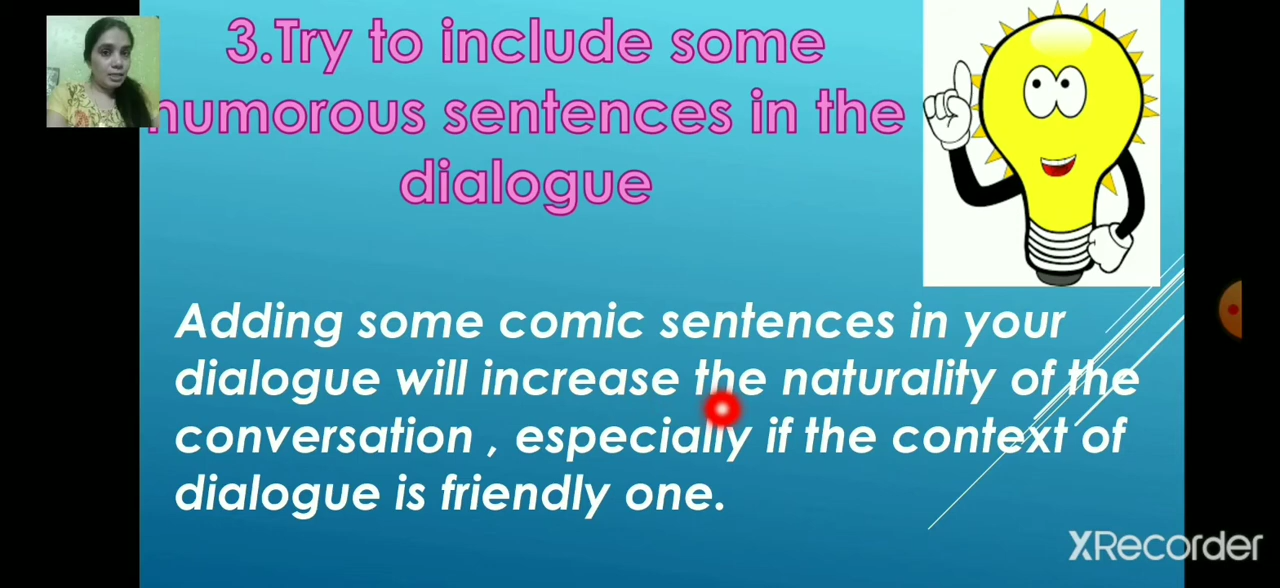 3.Try to include some
humorous sentences in the
dialogue
Adding some comic sentences in your
dialogue will increase the naturality of the
conversation , especially if the context of
dialogue is friendly one.
XRecorder